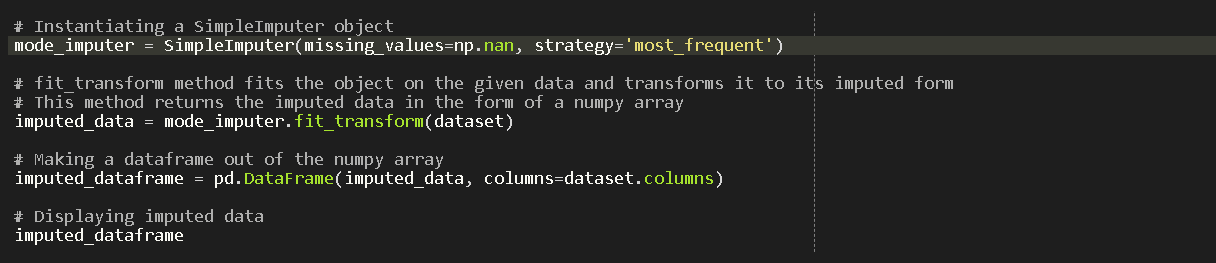 # Instantiating a SimpleImputer object
mode_imputer = SimpleImputer(missing_values=np.nan, strategy='most_frequent')
# fit_transform method fits the object on the given data and transforms it to its imputed form
# This method returns the imputed data in the form of a numpy array
imputed_data = mode_imputer.fit_transform(dataset)
# Making a dataframe out of the numpy array
imputed_dataframe = pd.DataFrame(imputed_data, columns=dataset.columns)
# Displaying imputed data
imputed_dataframe